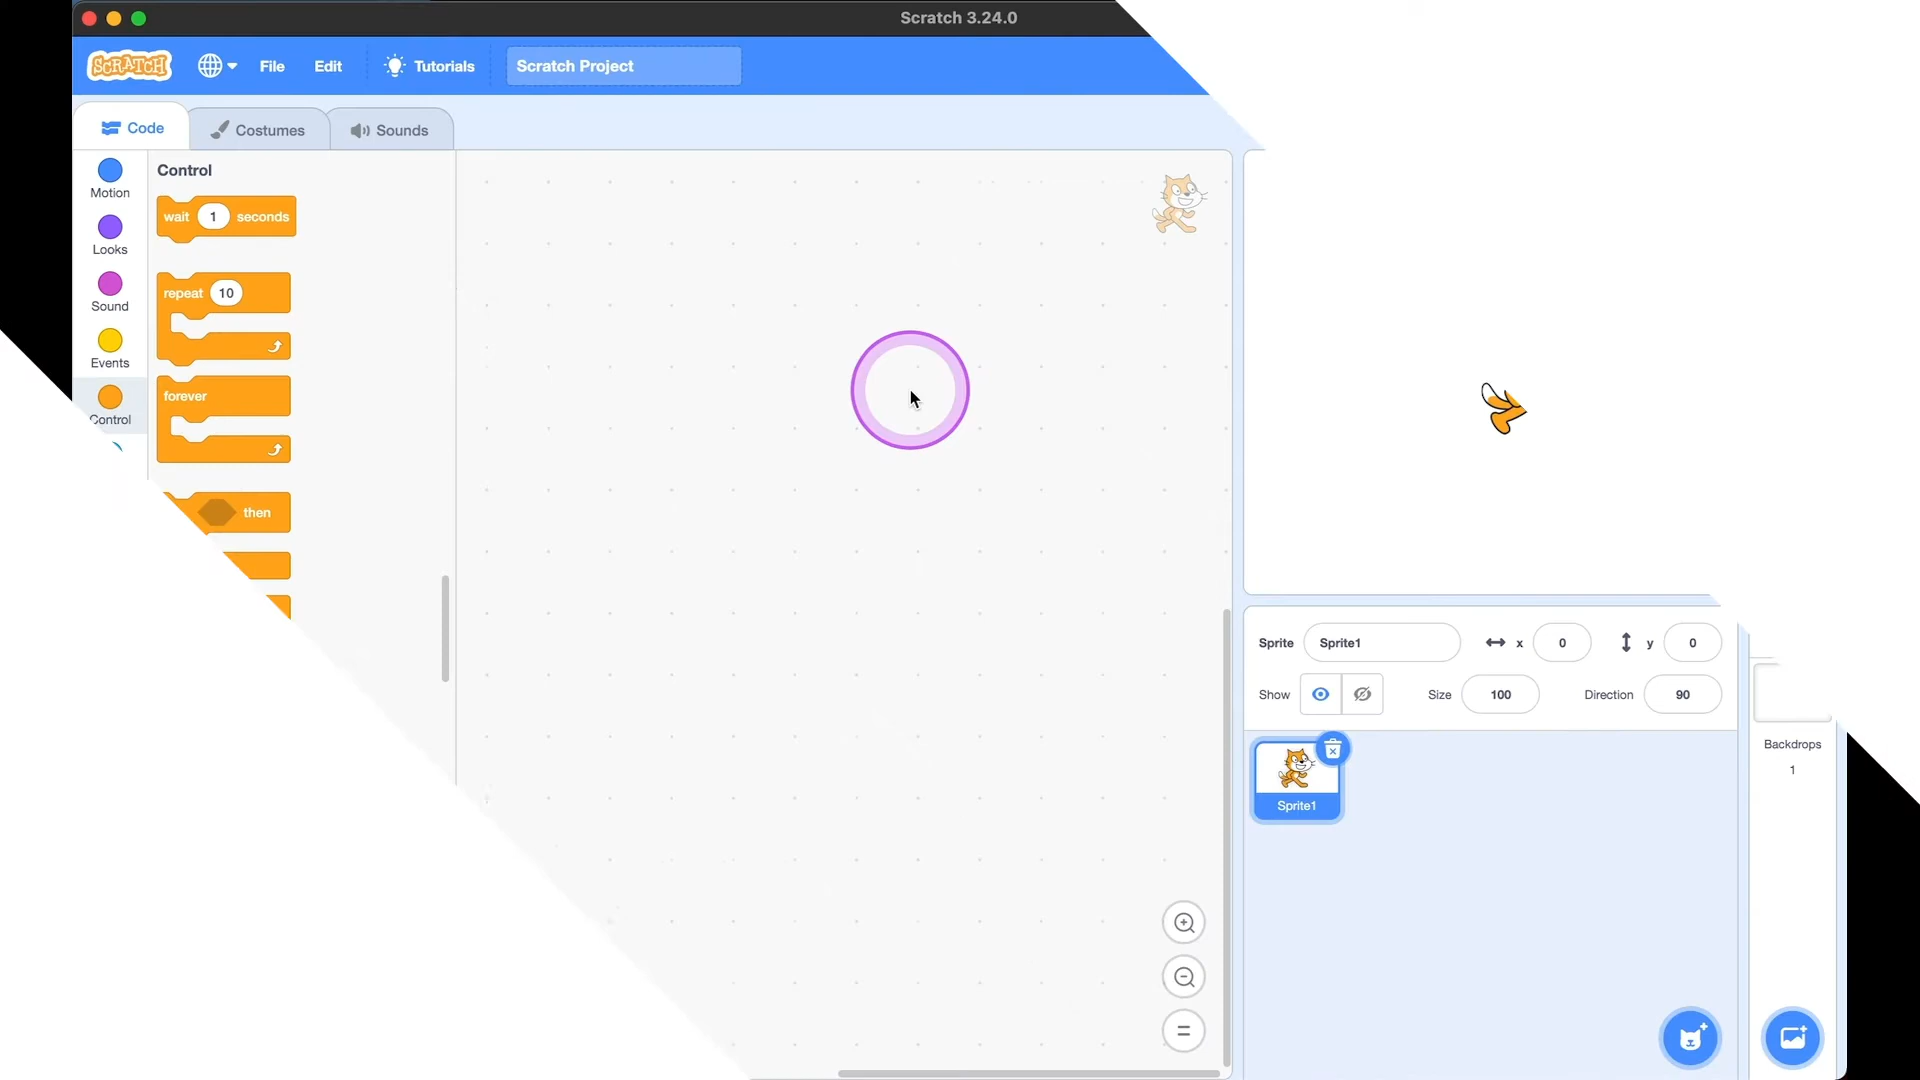 Scratch 3.24.0
SCRATCH
File
Edit
Tutorials
Scratch Project
Code
Costumes
Sounds
Motion
Looks
Sound
Events
Control
Control
wait 1 seconds
repeat 10
forever
then
Sprite
Sprite1
x
0
y
0
Show
Size
100
Direction
90
Sprite1
Backdrops
1